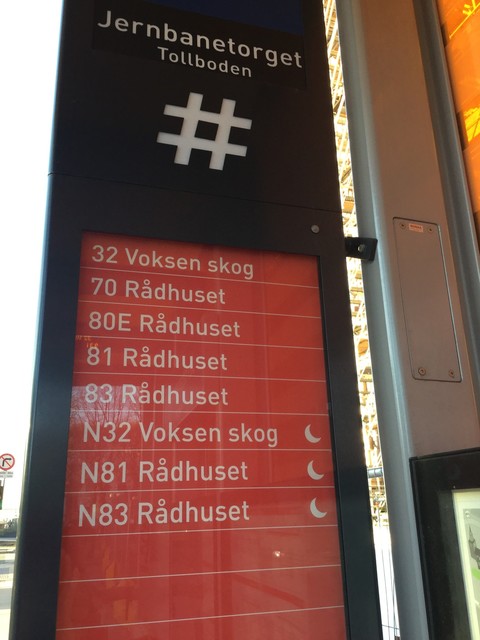 Jernbanetorget
Tollboden
#
32 Voksen skog
70 Rådhuset
80E Rådhuset
81 Rådhuset
83 Rådhuset
N32 Voksen skog
N81 Rådhuset
N83 Rådhuset